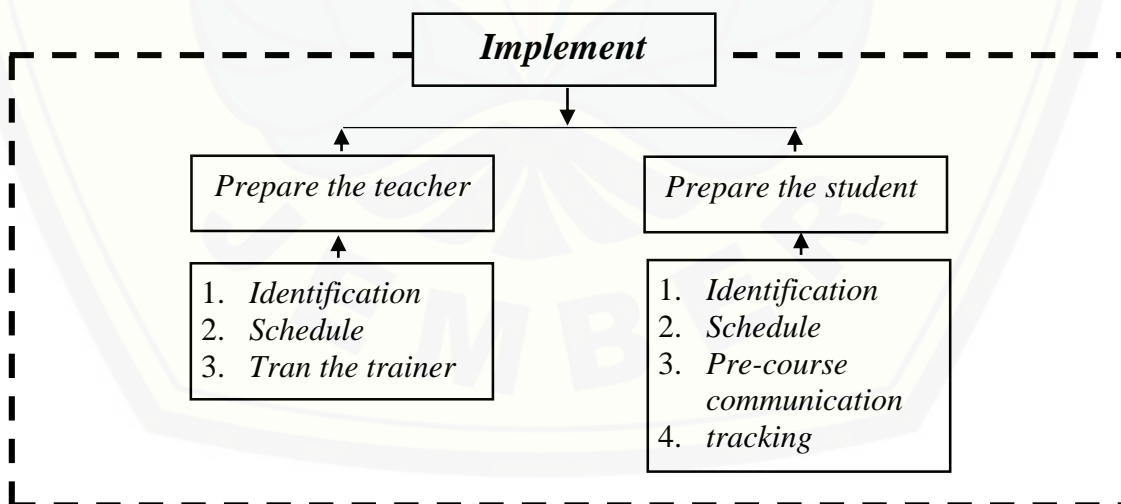 Implement
Prepare the teacher
Prepare the student
1. Identification
2. Schedule
3. Tran the trainer
1. Identification
2. Schedule
3. Pre-course
communication
4. tracking